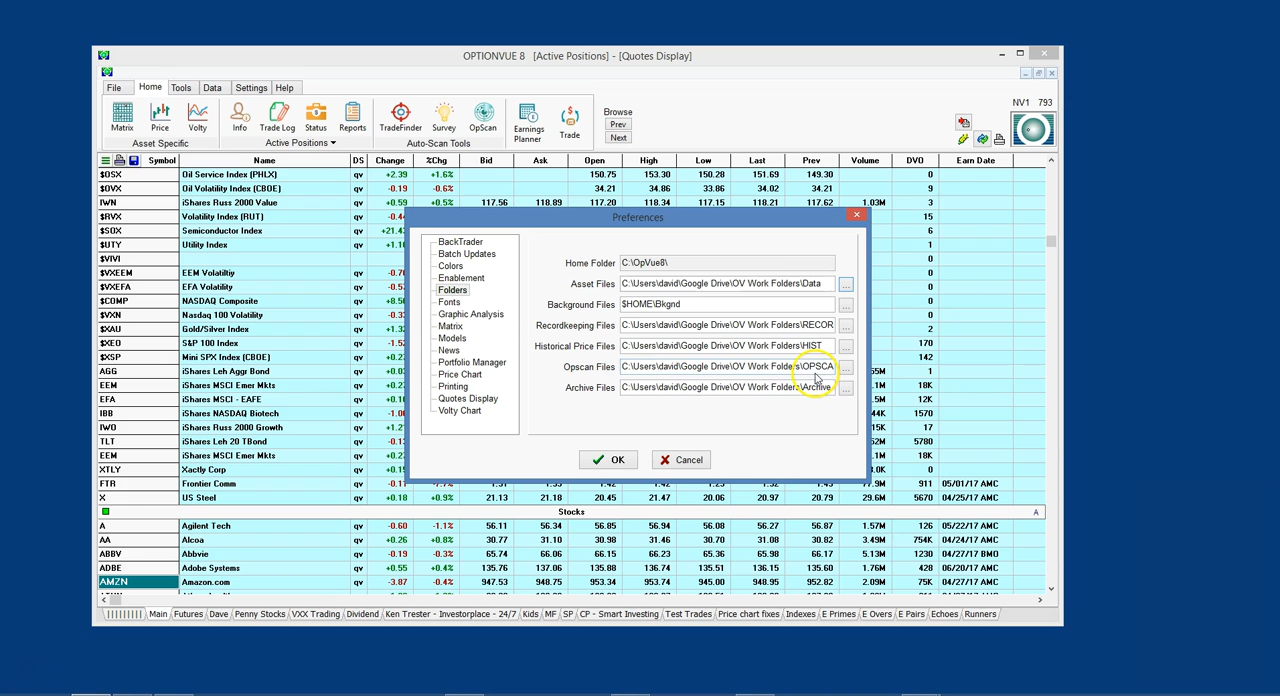 OPTIONVUE 8 [Active Positions] - [Quotes Display]
File Home Tools Data Settings Help
NV1 793
Matrix Price Volty Info Trade Log Status Reports TradeFinder Survey OpScan Earnings Planner Trade
Browse
Prev
Next
Asset Specific Active Positions Auto-Scan Tools
Symbol Name DS Change %Chg Bid Ask Open High Low Last Prev Volume DVO Earn Date
$OSX Oil Service Index (PHLX) qv +2.39 +1.6% 150.75 153.30 150.28 151.69 149.30 0
$OVX Oil Volatility Index (CBOE) qv -0.19 -0.6% 34.21 34.86 33.86 34.02 34.21 9
IWN iShares Russ 2000 Value qv +0.59 +0.5% 117.56 118.89 117.20 118.34 117.15 118.21 117.62 1.03M 3
$RVX Volatility Index (RUT) qv 15
$SOX Semiconductor Index qv 6
$UTY Utility Index qv 1
$VIVI 0
$VXEEM EEM Volatiltiy qv 0
$VXEFA EFA Volatility qv 0
$COMP NASDAQ Composite qv 0
$VXN Nasdaq 100 Volatility qv 0
$XAU Gold/Silver Index qv 2
$XEO S&P 100 Index qv 170
$XSP Mini SPX Index (CBOE) qv 142
AGG iShares Leh Aggr Bond qv 1
EEM iShares MSCI Emer Mkts qv 18K
EFA iShares MSCI - EAFE qv 12K
IBB iShares NASDAQ Biotech qv 1570
IWO iShares Russ 2000 Growth qv 17
TLT iShares Leh 20 TBond qv 5780
EEM iShares MSCI Emer Mkts qv 18K
XTLY Xactly Corp qv 0
FTR Frontier Comm qv 911 05/01/17 AMC
X US Steel qv +0.18 +0.9% 21.13 21.18 20.45 21.47 20.06 20.97 20.79 29.6M 5670 04/25/17 AMC
Stocks A
A Agilent Tech qv -0.60 -1.1% 56.11 56.34 56.85 56.94 56.08 56.27 56.87 1.57M 126 05/22/17 AMC
AA Alcoa qv +0.26 +0.8% 30.77 31.10 30.98 31.46 30.70 31.08 30.82 3.49M 754K 04/24/17 AMC
ABBV Abbvie qv -0.19 -0.3% 65.74 66.06 66.15 66.23 65.36 65.98 66.17 5.13M 1230 04/27/17 BMO
ADBE Adobe Systems qv +0.55 +0.4% 135.76 137.06 135.88 136.74 135.51 136.15 135.60 1.76M 428 06/20/17 AMC
AMZN Amazon.com qv -3.87 -0.4% 947.53 948.75 953.34 954.31 945.00 948.95 952.82 2.09M 75K 04/27/17 AMC
Main Futures Dave Penny Stocks VXX Trading Dividend Ken Trester - Investorplace - 24/7 Kids MF SP CP - Smart Investing Test Trades Price chart fixes Indexes E Primes E Overs E Pairs Echoes Runners
Preferences
BackTrader
Batch Updates
Colors
Enablement
Folders
Fonts
Graphic Analysis
Matrix
Models
News
Portfolio Manager
Price Chart
Printing
Quotes Display
Volty Chart
Home Folder C:\OpVue8\
Asset Files C:\Users\david\Google Drive\OV Work Folders\Data ...
Background Files $HOME\Bkgnd ...
Recordkeeping Files C:\Users\david\Google Drive\OV Work Folders\RECOR ...
Historical Price Files C:\Users\david\Google Drive\OV Work Folders\HIST ...
Opscan Files C:\Users\david\Google Drive\OV Work Folders\OPSCA ...
Archive Files C:\Users\david\Google Drive\OV Work Folders\Archive ...
OK Cancel